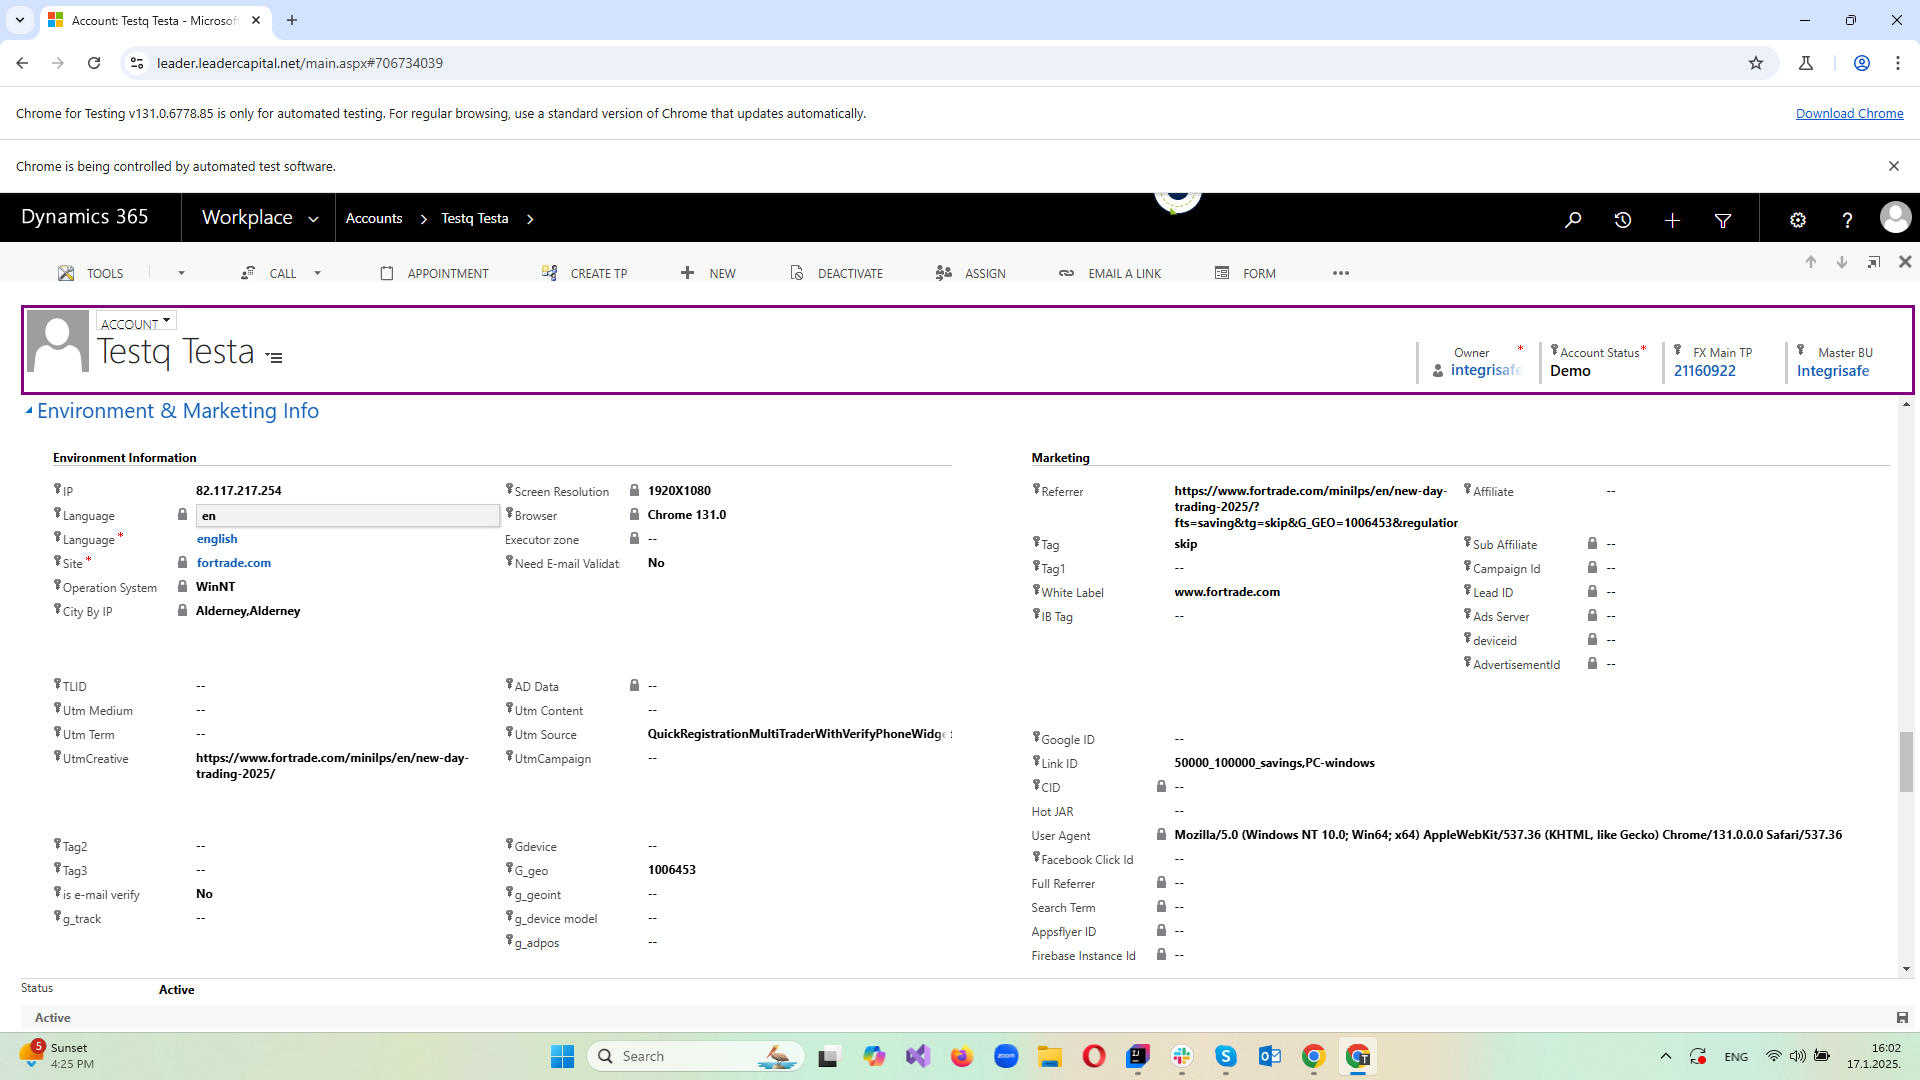 Account: Testq Testa - Microsof
leader.leadercapital.net/main.aspx#706734039
Chrome for Testing v131.0.6778.85 is only for automated testing. For regular browsing, use a standard version of Chrome that updates automatically.
Download Chrome
Chrome is being controlled by automated test software.
Dynamics 365
Workplace
Accounts
Testq Testa
TOOLS
CALL
APPOINTMENT
CREATE TP
NEW
DEACTIVATE
ASSIGN
EMAIL A LINK
FORM
ACCOUNT
Testq Testa
Owner *
integrisafe
Account Status *
Demo
FX Main TP
21160922
Master BU
Integrisafe
Environment & Marketing Info
Environment Information
IP 82.117.217.254
Language en
Language * english
Site * fortrade.com
Operation System WinNT
City By IP Alderney,Alderney
Screen Resolution 1920X1080
Browser Chrome 131.0
Executor zone --
Need E-mail Validat No
TLID --
Utm Medium --
Utm Term --
UtmCreative https://www.fortrade.com/minilps/en/new-day-
trading-2025/
AD Data --
Utm Content --
Utm Source QuickRegistrationMultiTraderWithVerifyPhoneWidge
UtmCampaign --
Tag2 --
Tag3 --
is e-mail verify No
g_track --
Gdevice --
G_geo 1006453
g_geoint --
g_device model --
g_adpos --
Marketing
Referrer https://www.fortrade.com/minilps/en/new-day-
trading-2025/?
fts=saving&tg=skip&G_GEO=1006453&regulation
Tag skip
Tag1 --
White Label www.fortrade.com
IB Tag --
Affiliate --
Sub Affiliate --
Campaign Id --
Lead ID --
Ads Server --
deviceid --
AdvertisementId --
Google ID --
Link ID 50000_100000_savings,PC-windows
CID --
Hot JAR --
User Agent Mozilla/5.0 (Windows NT 10.0; Win64; x64) AppleWebKit/537.36 (KHTML, like Gecko) Chrome/131.0.0.0 Safari/537.36
Facebook Click Id --
Full Referrer --
Search Term --
Appsflyer ID --
Firebase Instance Id --
Status Active
Active
5
Sunset
4:25 PM
Search
zoom
ENG
16:02
17.1.2025.